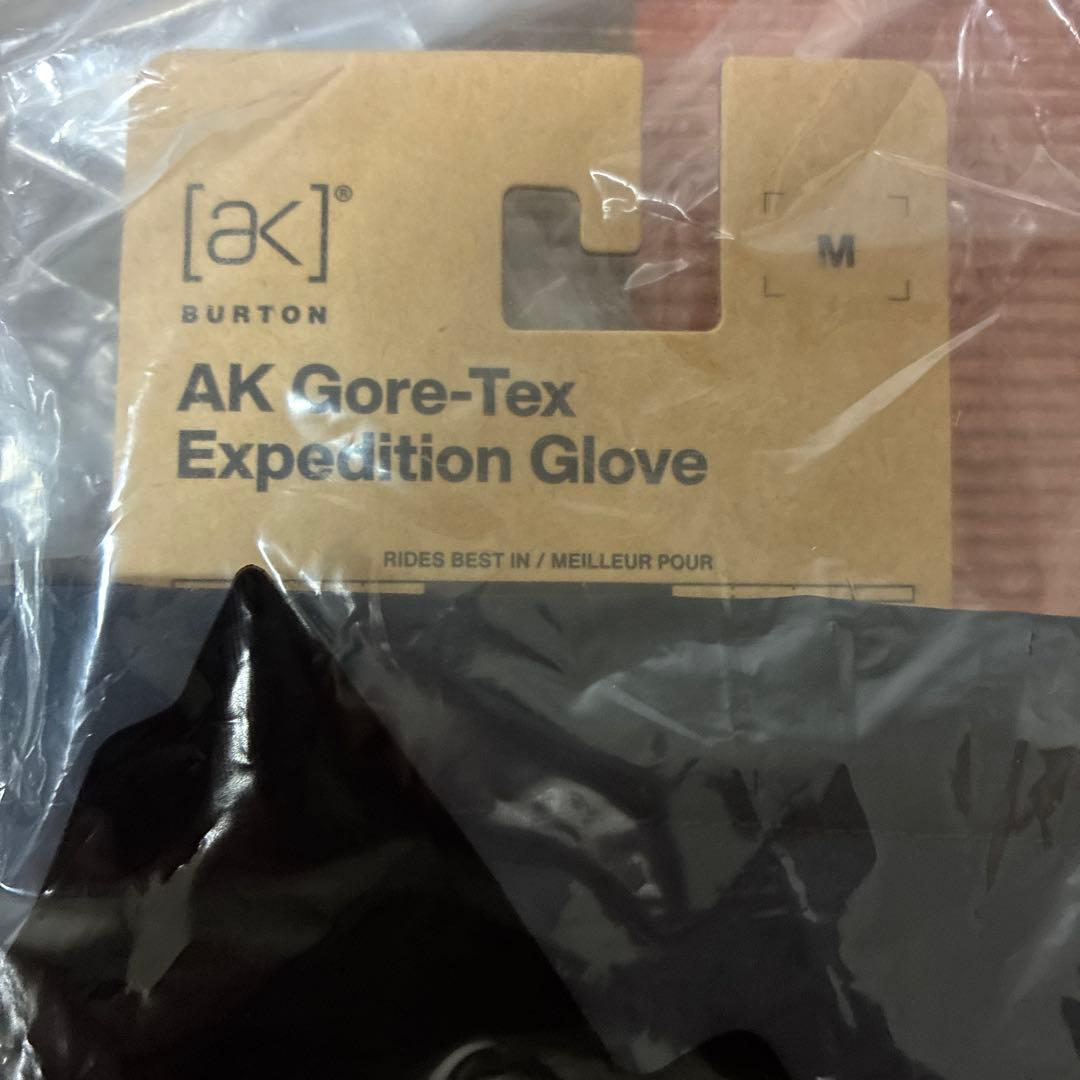 [ak]®
BURTON
M
AK Gore-Tex
Expedition Glove
RIDES BEST IN / MEILLEUR POUR